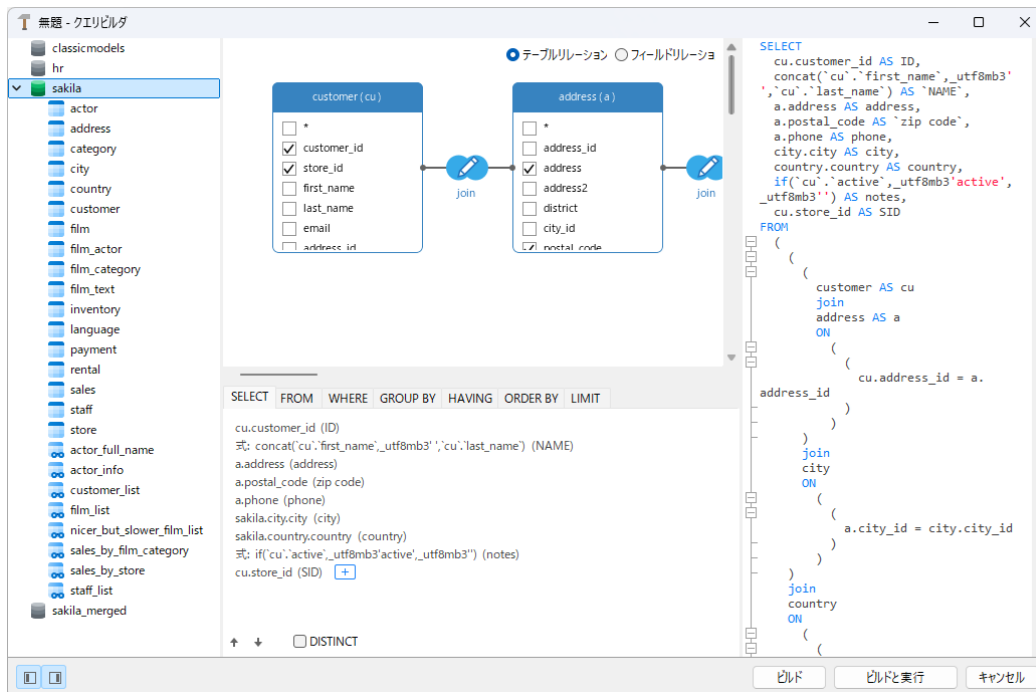 無題 - クエリビルダ
classicmodels
hr
sakila
actor
address
category
city
country
customer
film
film_actor
film_category
film_text
inventory
language
payment
rental
sales
staff
store
actor_full_name
actor_info
customer_list
film_list
nicer_but_slower_film_list
sales_by_film_category
sales_by_store
staff_list
sakila_merged
テーブルリレーション フィールドリレーショ
customer ( cu )
*
customer_id
store_id
first_name
last_name
email
address_id
join
address ( a )
*
address_id
address
address2
district
city_id
postal_code
join
SELECT FROM WHERE GROUP BY HAVING ORDER BY LIMIT
cu.customer_id (ID)
式: concat(`cu`.`first_name`,_utf8mb3' ',`cu`.`last_name`) (NAME)
a.address (address)
a.postal_code (zip code)
a.phone (phone)
sakila.city.city (city)
sakila.country.country (country)
式: if(`cu`.`active`,_utf8mb3'active',_utf8mb3'') (notes)
cu.store_id (SID) +
DISTINCT
SELECT
cu.customer_id AS ID,
concat(`cu`.`first_name`,_utf8mb3'
',`cu`.`last_name`) AS `NAME`,
a.address AS address,
a.postal_code AS `zip code`,
a.phone AS phone,
city.city AS city,
country.country AS country,
if(`cu`.`active`,_utf8mb3'active',
_utf8mb3'') AS notes,
cu.store_id AS SID
FROM
(
(
(
customer AS cu
join
address AS a
ON
(
(
cu.address_id = a.
address_id
)
)
)
join
city
ON
(
(
a.city_id = city.city_id
)
)
)
join
country
ON
(
(
ビルド ビルドと実行 キャンセル